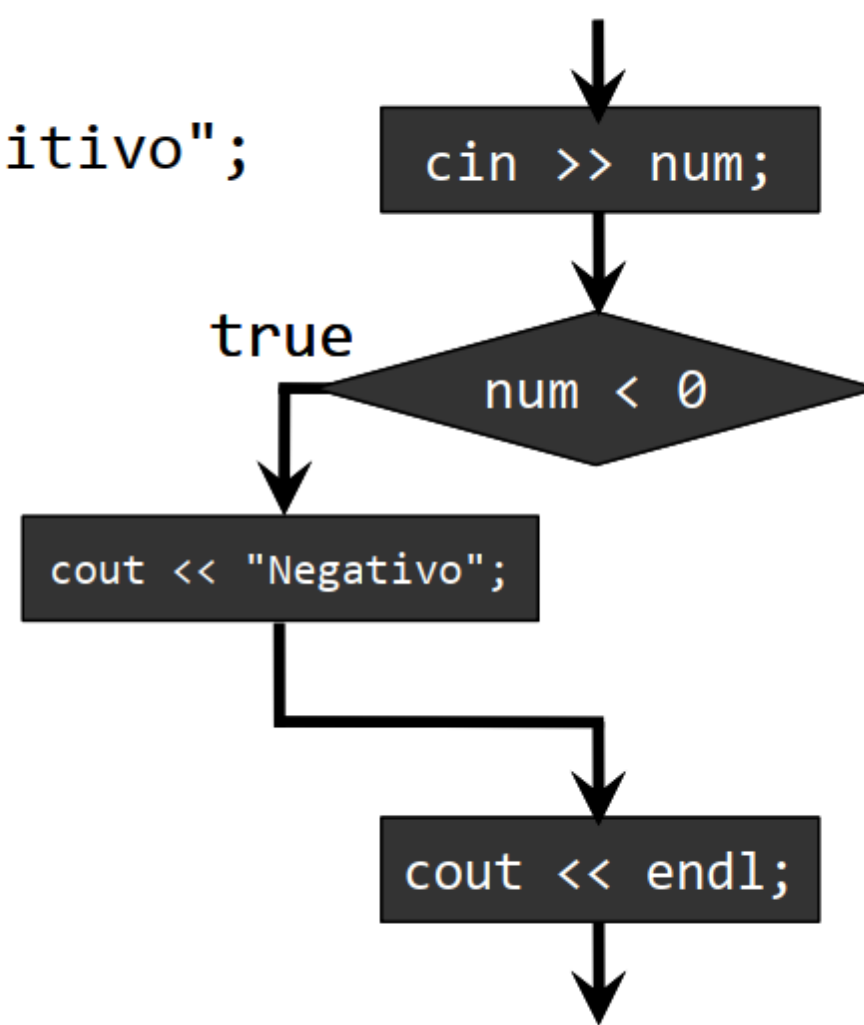 itivo";
cin >> num;
true
num < 0
cout << "Negativo";
cout << endl;